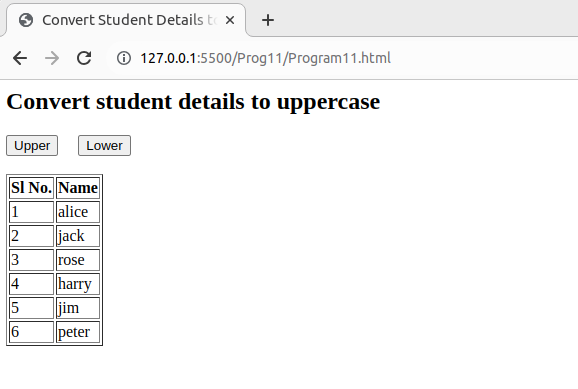 Convert Student Details to
127.0.0.1:5500/Prog11/Program11.html
Convert student details to uppercase
Upper Lower
Sl No. Name
1 alice
2 jack
3 rose
4 harry
5 jim
6 peter